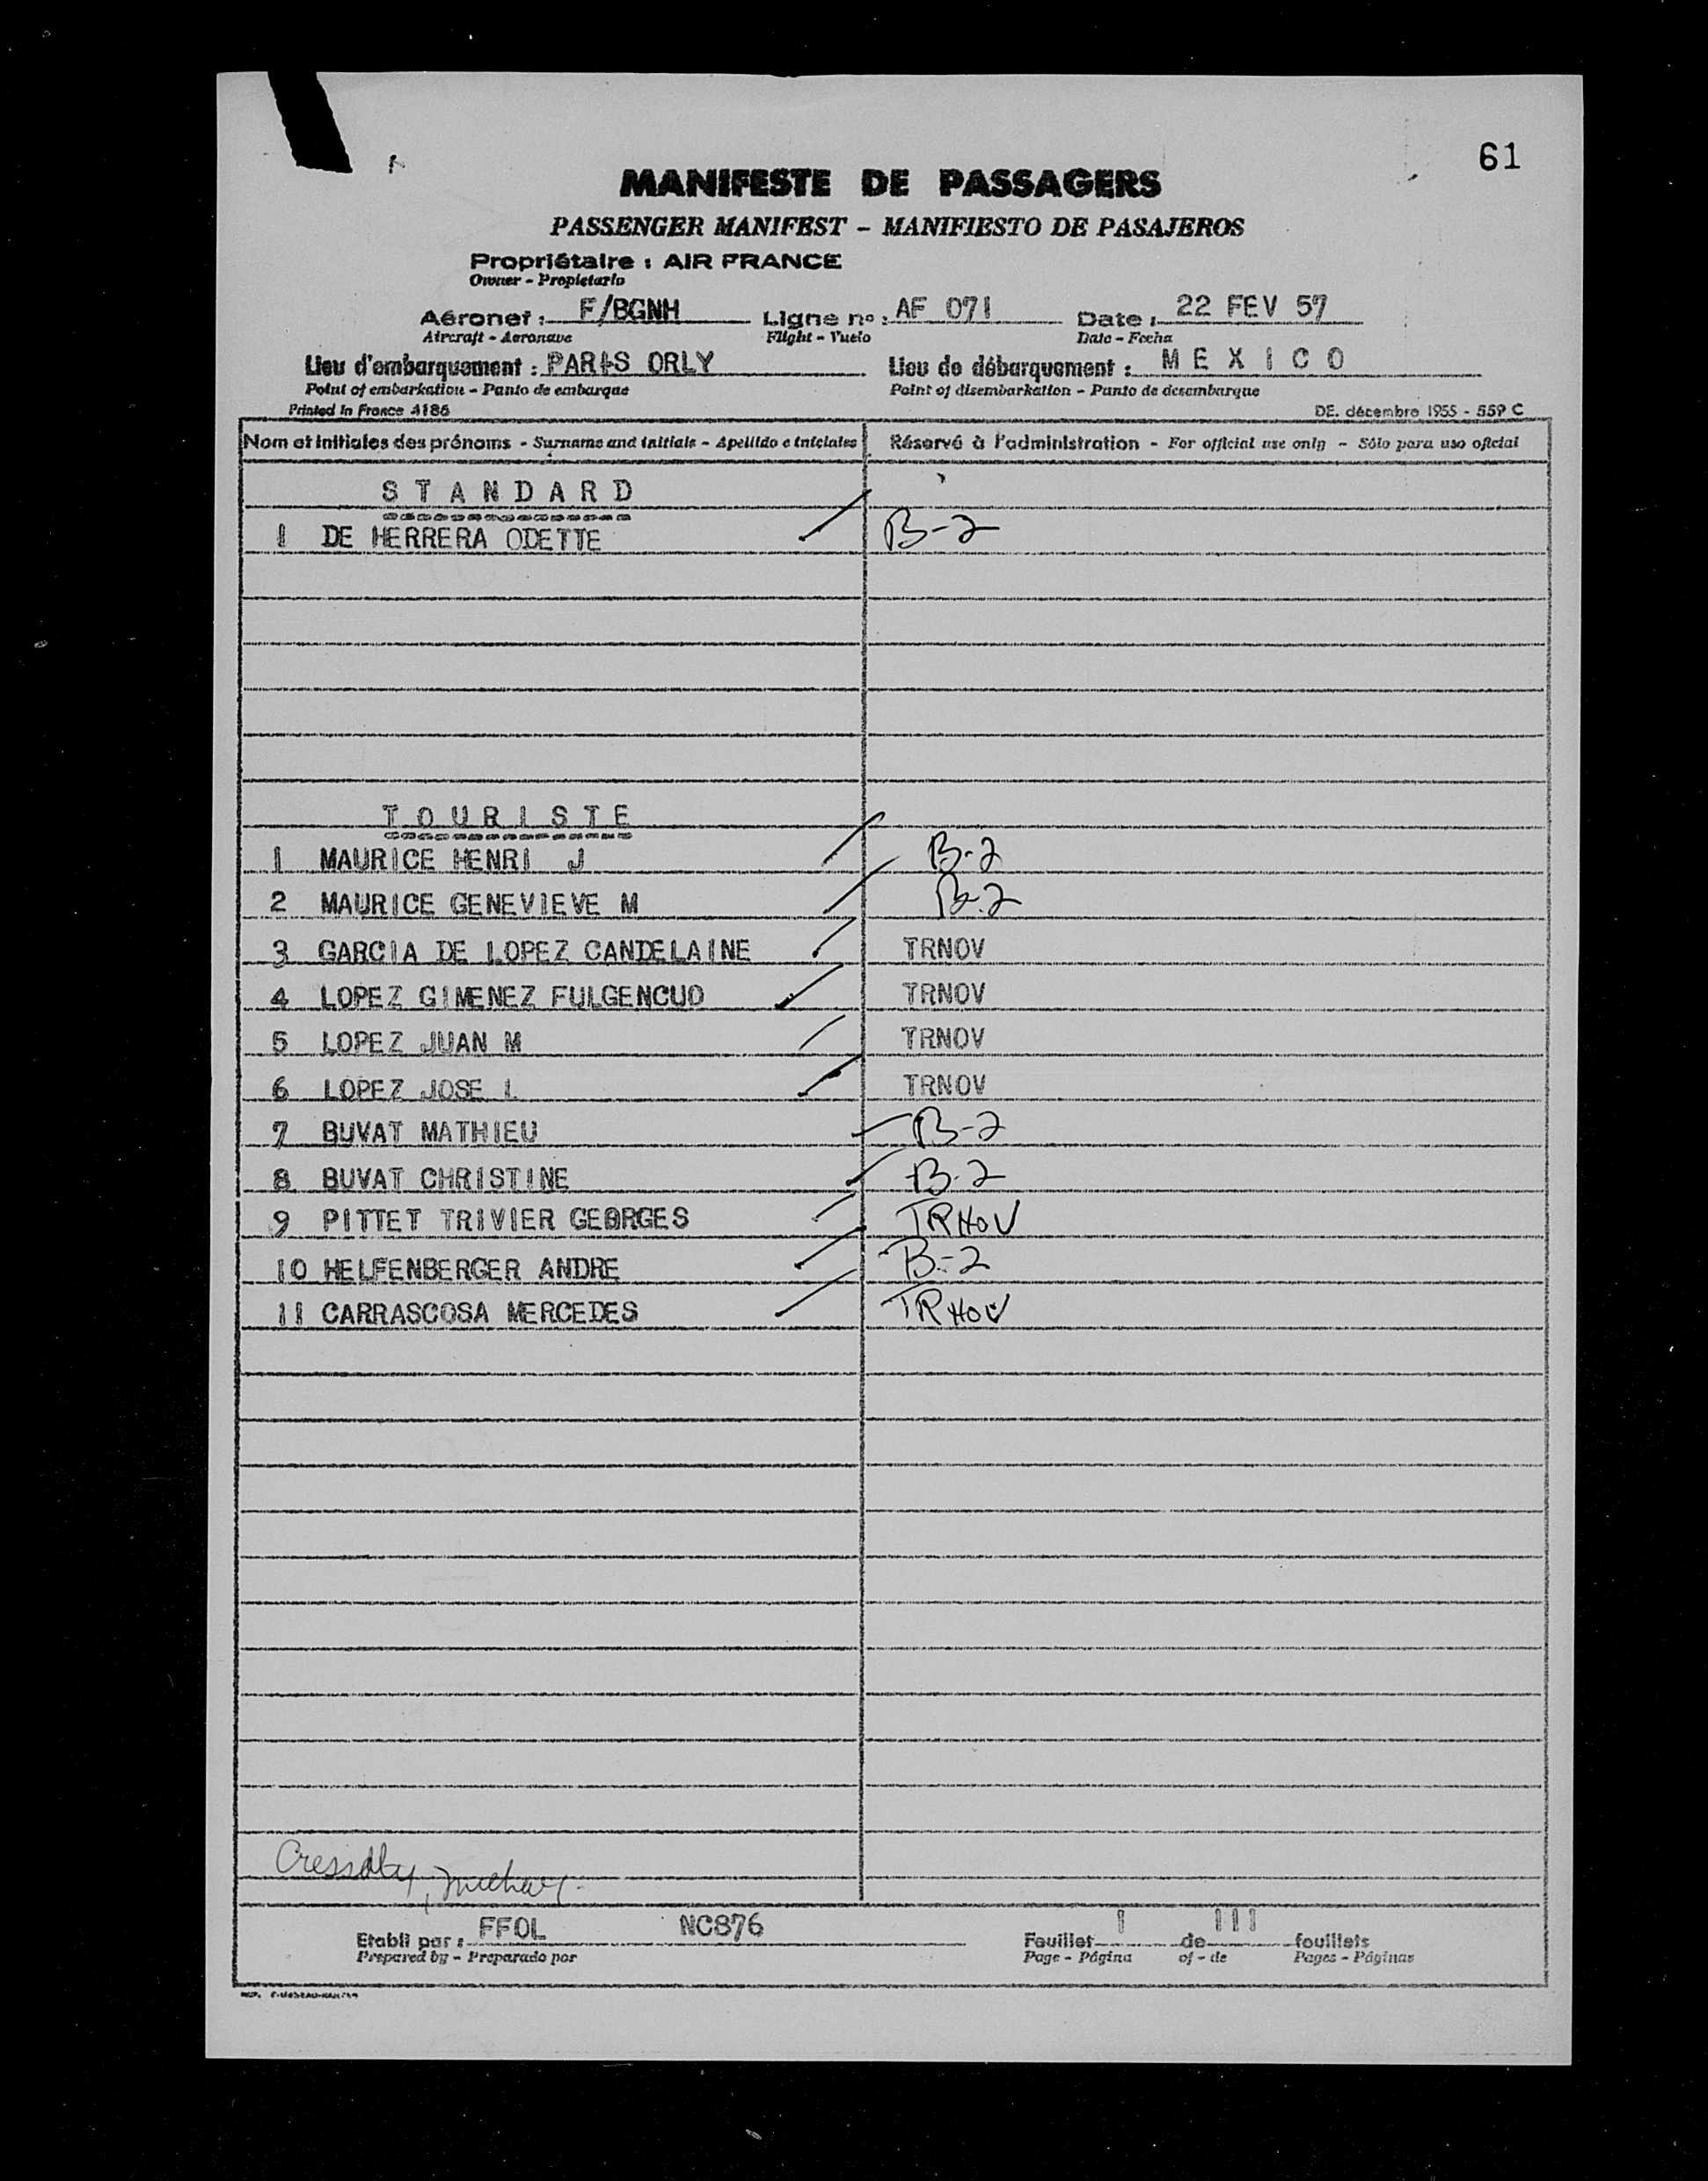 61
MANIFESTE DE PASSAGERS
PASSENGER MANIFEST – MANIFIESTO DE PASAJEROS
Propriétaire : AIR FRANCE
Owner - Propietario
Aéronef : F/BGNH Ligne no : AF 071 Date : 22 FEV 57
Aircraft - Aeronave Flight - Vuelo Date - Fecha
Lieu d'embarquement : PARIS ORLY Lieu de débarquement : M E X I C O
Point of embarkation - Punto de embarque Point of disembarkation - Punto de desembarque
Printed in France 4186 DE. décembre 1955 - 559 C
Nom et initiales des prénoms - Surname and initials - Apellido e iniciales Réservé à l'administration - For official use only - Sólo para uso oficial
S T A N D A R D
1 DE HERRERA ODETTE B-2
T O U R I S T E
1 MAURICE HENRI J B-2
2 MAURICE GENEVIEVE M B-2
3 GARCIA DE LOPEZ CANDELAINE TRNOV
4 LOPEZ GIMENEZ FULGENCUO TRNOV
5 LOPEZ JUAN M TRNOV
6 LOPEZ JOSE L TRNOV
7 BUVAT MATHIEU B-2
8 BUVAT CHRISTINE B-2
9 PITTET TRIVIER GEORGES TRNOV
10 HELFENBERGER ANDRE B-2
11 CARRASCOSA MERCEDES TRNOV
Etabli par : FFOL NC876 Feuillet 1 de 111 feuillets
Prepared by - Preparado por Page - Página of - de Pages - Páginas